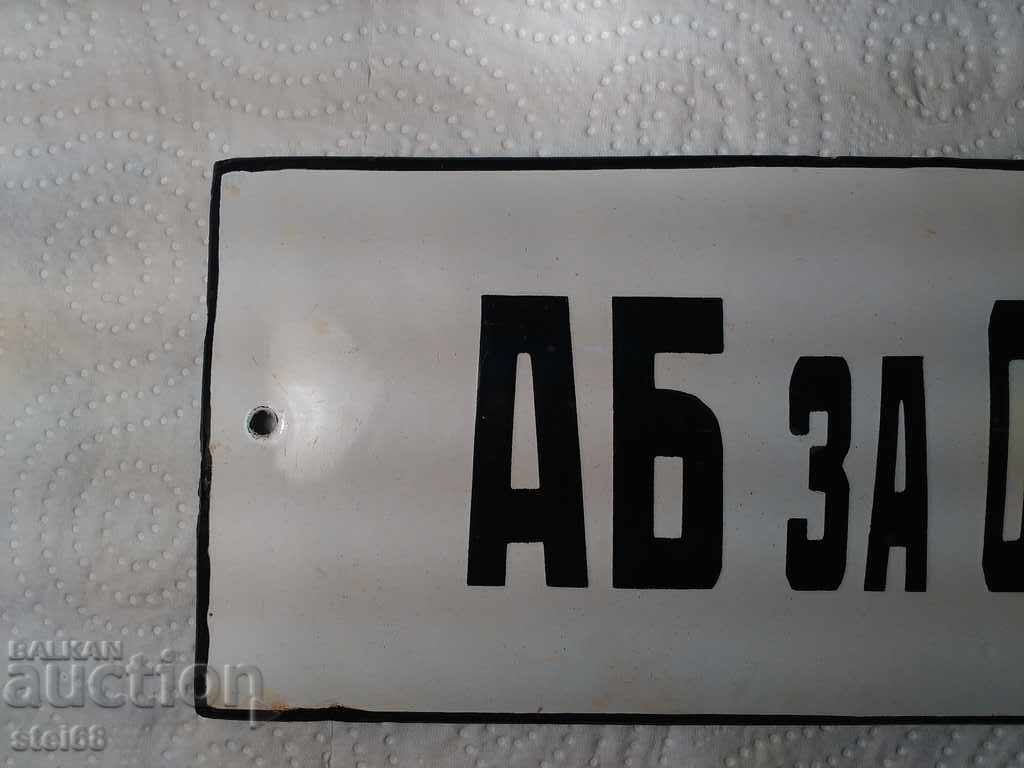 АБ ЗА
BALKAN
auction
stei68